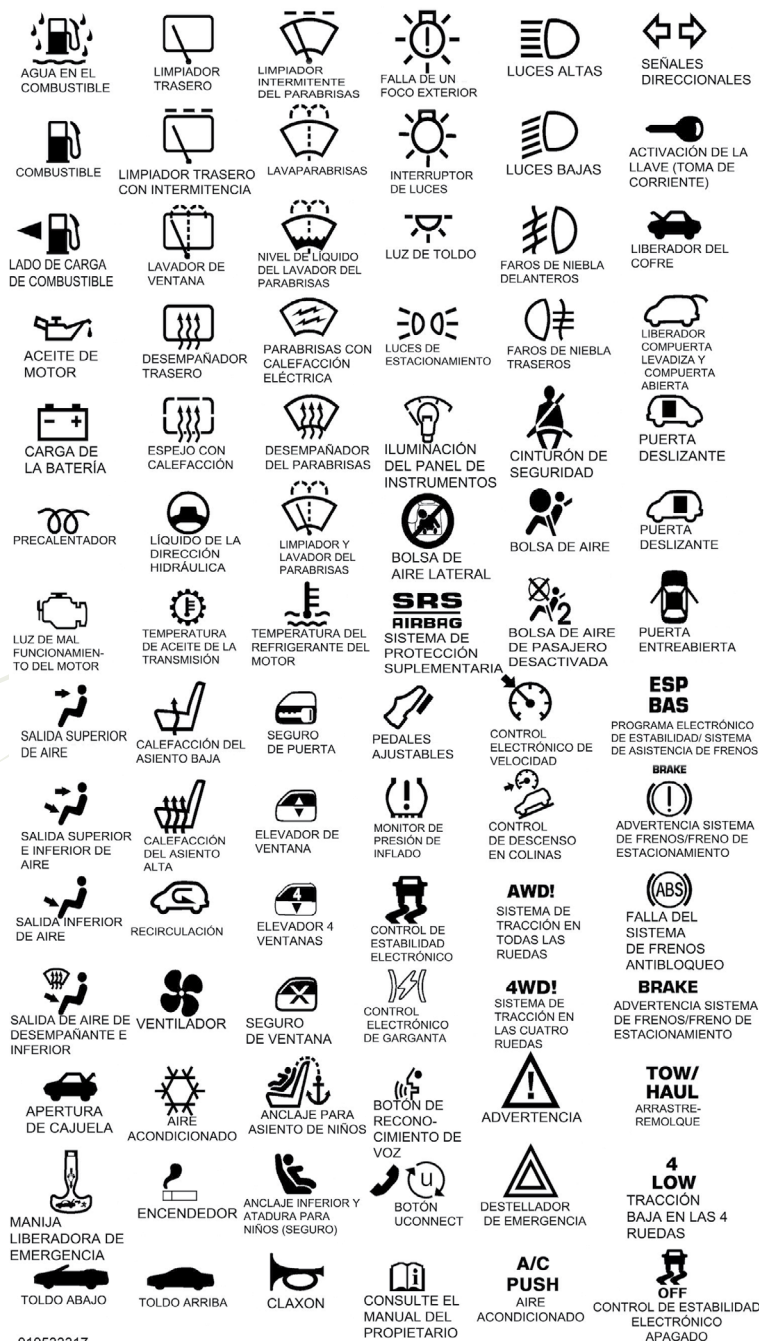 AGUA EN EL
COMBUSTIBLE
LIMPIADOR
TRASERO
LIMPIADOR
INTERMITENTE
DEL PARABRISAS
FALLA DE UN
FOCO EXTERIOR
LUCES ALTAS
SEÑALES
DIRECCIONALES
COMBUSTIBLE
LIMPIADOR TRASERO
CON INTERMITENCIA
LAVAPARABRISAS
INTERRUPTOR
DE LUCES
LUCES BAJAS
ACTIVACIÓN DE LA
LLAVE (TOMA DE
CORRIENTE)
LADO DE CARGA
DE COMBUSTIBLE
LAVADOR DE
VENTANA
NIVEL DE LÍQUIDO
DEL LAVADOR DEL
PARABRISAS
LUZ DE TOLDO
FAROS DE NIEBLA
DELANTEROS
LIBERADOR DEL
COFRE
ACEITE DE
MOTOR
DESEMPAÑADOR
TRASERO
PARABRISAS CON
CALEFACCIÓN
ELÉCTRICA
LUCES DE
ESTACIONAMIENTO
FAROS DE NIEBLA
TRASEROS
LIBERADOR
COMPUERTA
LEVADIZA Y
COMPUERTA
ABIERTA
CARGA DE
LA BATERÍA
ESPEJO CON
CALEFACCIÓN
DESEMPAÑADOR
DEL PARABRISAS
ILUMINACIÓN
DEL PANEL DE
INSTRUMENTOS
CINTURÓN DE
SEGURIDAD
PUERTA
DESLIZANTE
PRECALENTADOR
LÍQUIDO DE LA
DIRECCIÓN
HIDRÁULICA
LIMPIADOR Y
LAVADOR DEL
PARABRISAS
BOLSA DE
AIRE LATERAL
BOLSA DE AIRE
PUERTA
DESLIZANTE
LUZ DE MAL
FUNCIONAMIEN-
TO DEL MOTOR
TEMPERATURA
DE ACEITE DE LA
TRANSMISIÓN
TEMPERATURA DEL
REFRIGERANTE DEL
MOTOR
SRS
AIRBAG
SISTEMA DE
PROTECCIÓN
SUPLEMENTARIA
2
BOLSA DE AIRE
DE PASAJERO
DESACTIVADA
PUERTA
ENTREABIERTA
SALIDA SUPERIOR
DE AIRE
CALEFACCIÓN DEL
ASIENTO BAJA
SEGURO
DE PUERTA
PEDALES
AJUSTABLES
CONTROL
ELECTRÓNICO DE
VELOCIDAD
ESP
BAS
PROGRAMA ELECTRÓNICO
DE ESTABILIDAD/ SISTEMA
DE ASISTENCIA DE FRENOS
SALIDA SUPERIOR
E INFERIOR DE
AIRE
CALEFACCIÓN
DEL ASIENTO
ALTA
ELEVADOR DE
VENTANA
MONITOR DE
PRESIÓN DE
INFLADO
CONTROL
DE DESCENSO
EN COLINAS
BRAKE
ADVERTENCIA SISTEMA
DE FRENOS/FRENO DE
ESTACIONAMIENTO
SALIDA INFERIOR
DE AIRE
RECIRCULACIÓN
4
ELEVADOR 4
VENTANAS
CONTROL DE
ESTABILIDAD
ELECTRÓNICO
AWD!
SISTEMA DE
TRACCIÓN EN
TODAS LAS
RUEDAS
ABS
FALLA DEL
SISTEMA
DE FRENOS
ANTIBLOQUEO
SALIDA DE AIRE DE
DESEMPAÑANTE E
INFERIOR
VENTILADOR
SEGURO
DE VENTANA
CONTROL
ELECTRÓNICO
DE GARGANTA
4WD!
SISTEMA DE
TRACCIÓN EN
LAS CUATRO
RUEDAS
BRAKE
ADVERTENCIA SISTEMA
DE FRENOS/FRENO DE
ESTACIONAMIENTO
APERTURA
DE CAJUELA
AIRE
ACONDICIONADO
ANCLAJE PARA
ASIENTO DE NIÑOS
BOTÓN DE
RECONO-
CIMIENTO DE
VOZ
ADVERTENCIA
TOW/
HAUL
ARRASTRE-
REMOLQUE
MANIJA
LIBERADORA DE
EMERGENCIA
ENCENDEDOR
ANCLAJE INFERIOR Y
ATADURA PARA
NIÑOS (SEGURO)
u
BOTÓN
UCONNECT
DESTELLADOR
DE EMERGENCIA
4
LOW
TRACCIÓN
BAJA EN LAS 4
RUEDAS
TOLDO ABAJO
TOLDO ARRIBA
CLAXON
CONSULTE EL
MANUAL DEL
PROPIETARIO
A/C
PUSH
AIRE
ACONDICIONADO
OFF
CONTROL DE ESTABILIDAD
ELECTRÓNICO
APAGADO